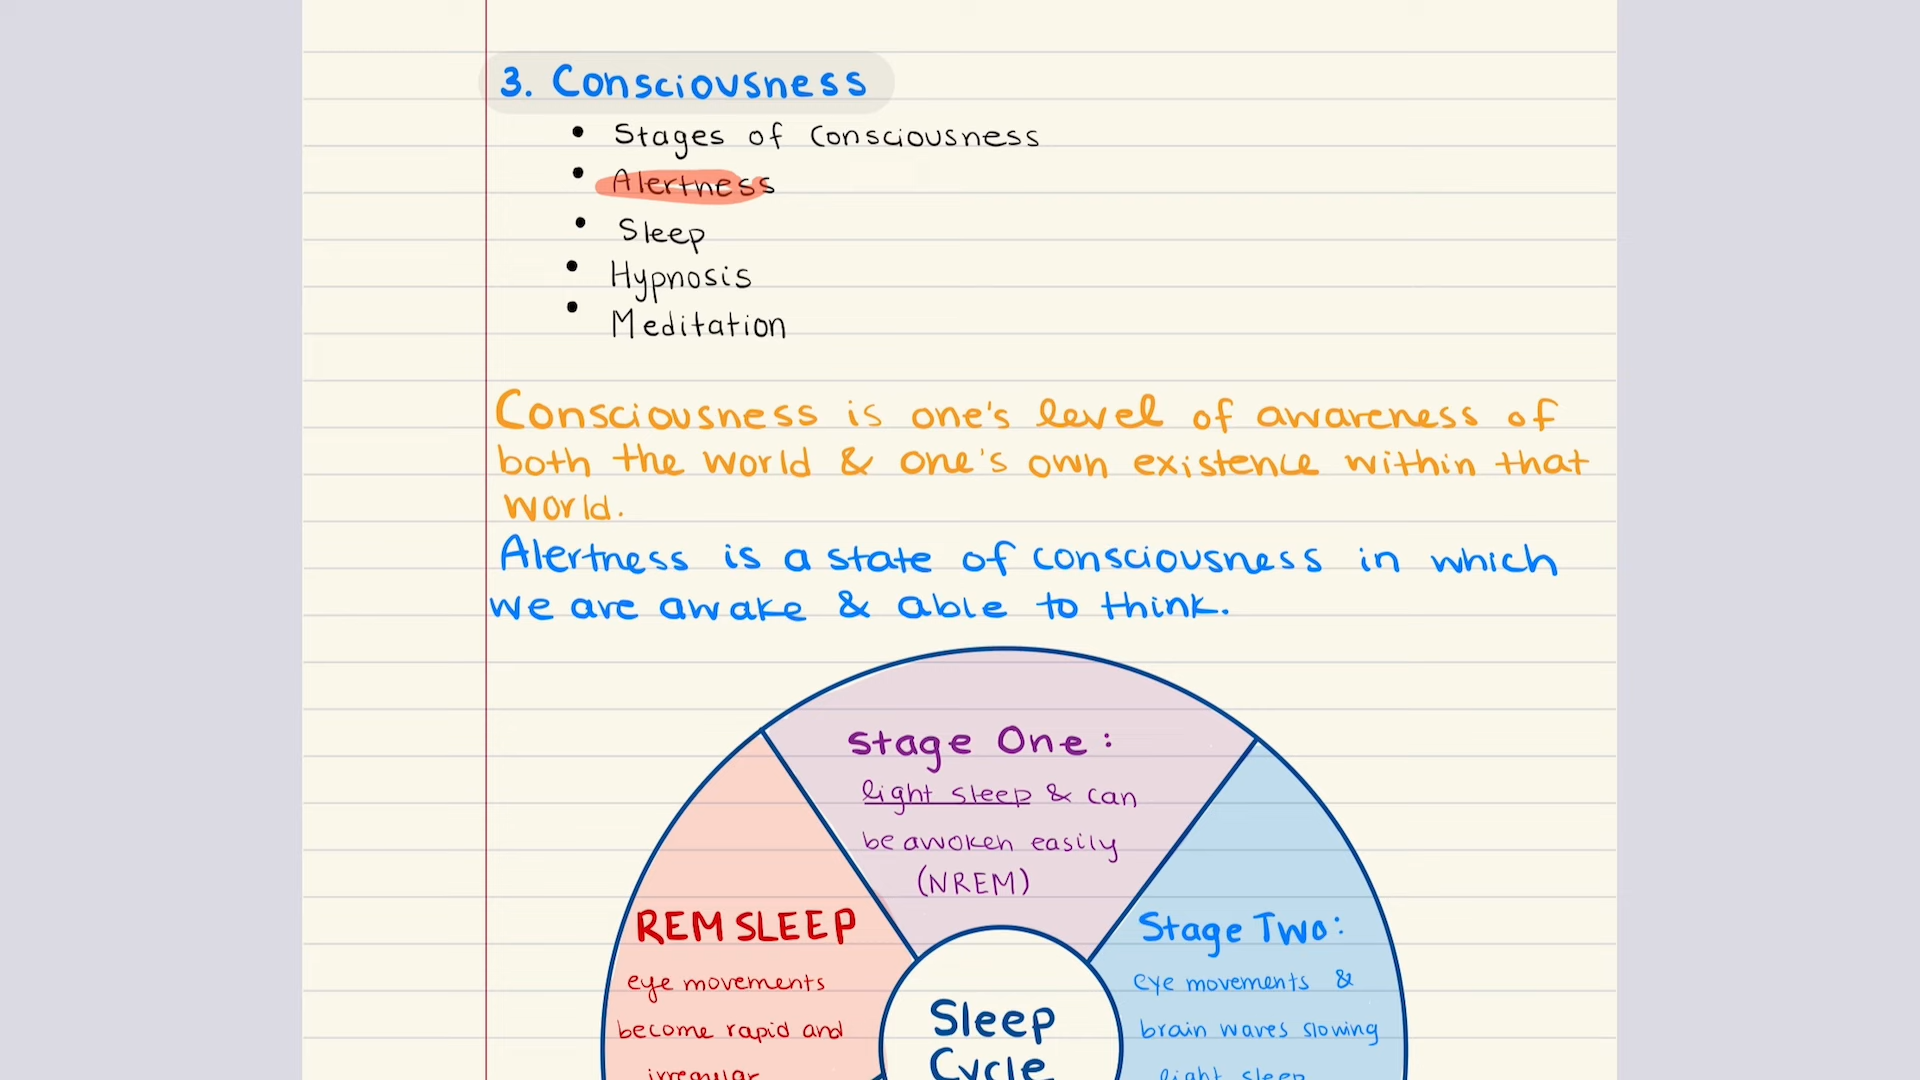 3. Consciousness
• Stages of Consciousness
• Alertness
• Sleep
• Hypnosis
• Meditation
Consciousness is one's level of awareness of
both the world & one's own existence within that
world.
Alertness is a state of consciousness in which
we are awake & able to think.
Stage One:
light sleep & can
be awoken easily
(NREM)
REM SLEEP
eye movements
become rapid and
irregular
Stage Two:
eye movements &
brain waves slowing
light sleep
Sleep
Cycle